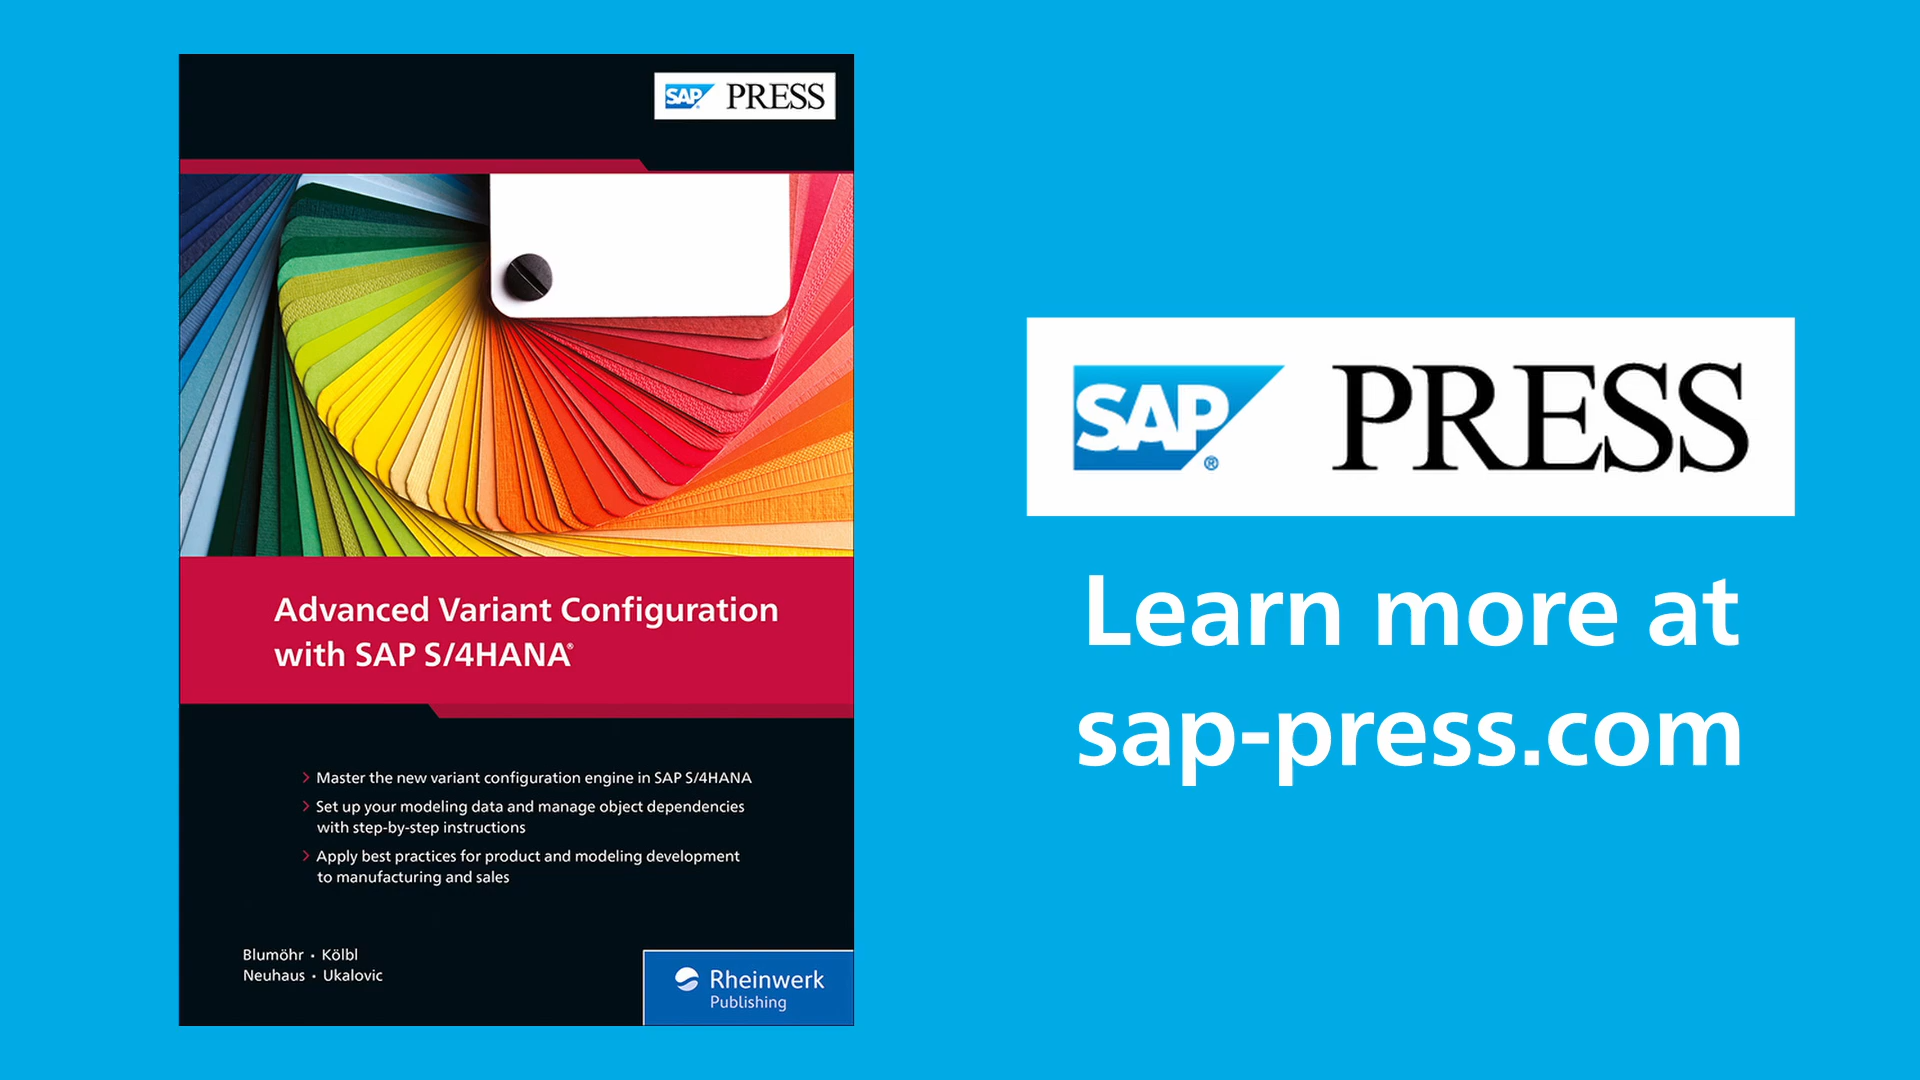 SAP® PRESS
Advanced Variant Configuration
with SAP S/4HANA®
> Master the new variant configuration engine in SAP S/4HANA
> Set up your modeling data and manage object dependencies
with step-by-step instructions
> Apply best practices for product and modeling development
to manufacturing and sales
Blumöhr · Kölbl
Neuhaus · Ukalovic
Rheinwerk
Publishing
SAP® PRESS
Learn more at
sap-press.com